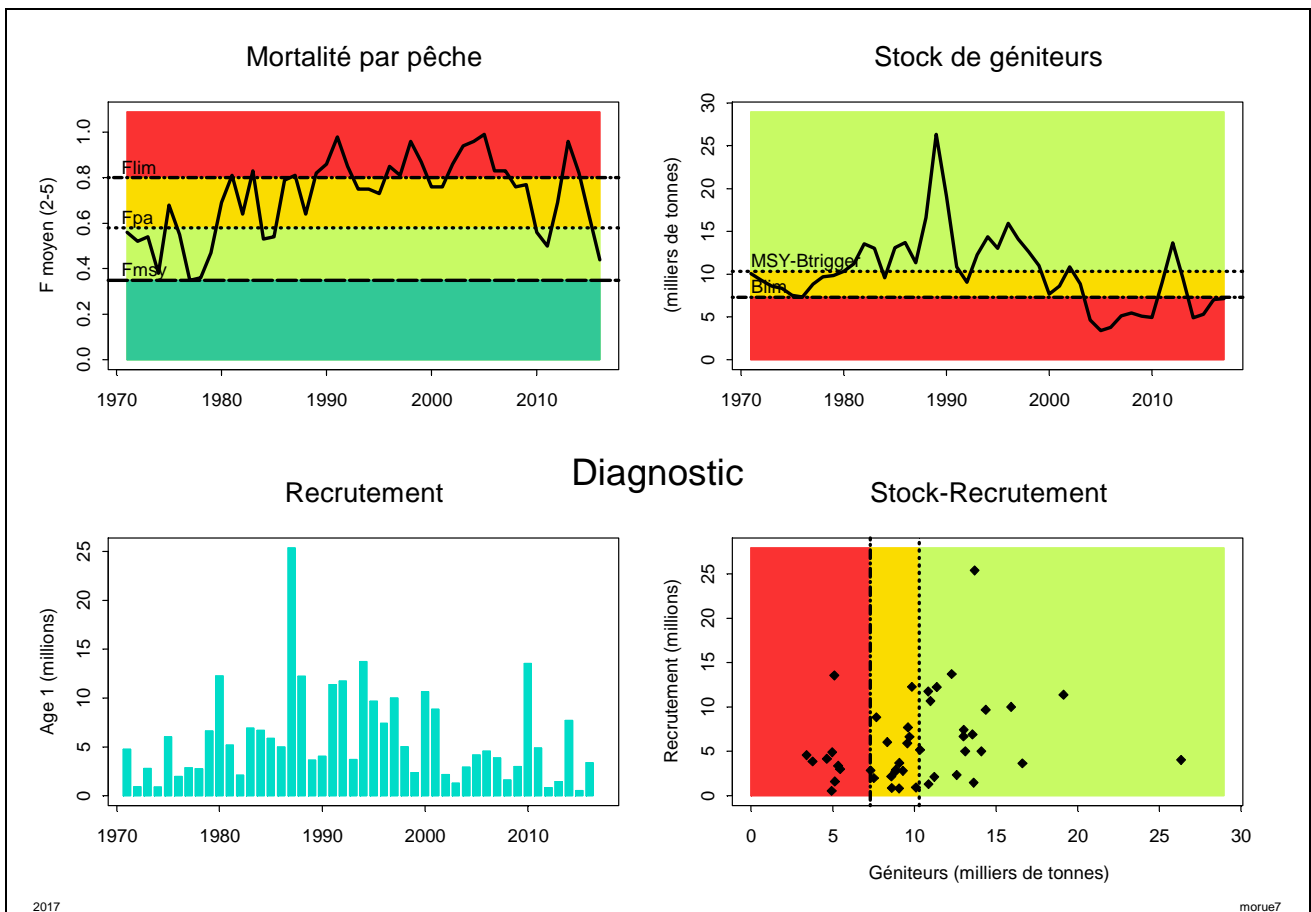 Mortalité par pêche
F moyen (2-5)
0.0 0.2 0.4 0.6 0.8 1.0
Flim
Fpa
Fmsy
1970 1980 1990 2000 2010
Stock de géniteurs
(milliers de tonnes)
0 5 10 15 20 25 30
MSY-Btrigger
Blim
1970 1980 1990 2000 2010
Diagnostic
Recrutement
Age 1 (millions)
0 5 10 15 20 25
1970 1980 1990 2000 2010
Stock-Recrutement
Recrutement (millions)
0 5 10 15 20 25
0 5 10 15 20 25 30
Géniteurs (milliers de tonnes)
2017
morue7